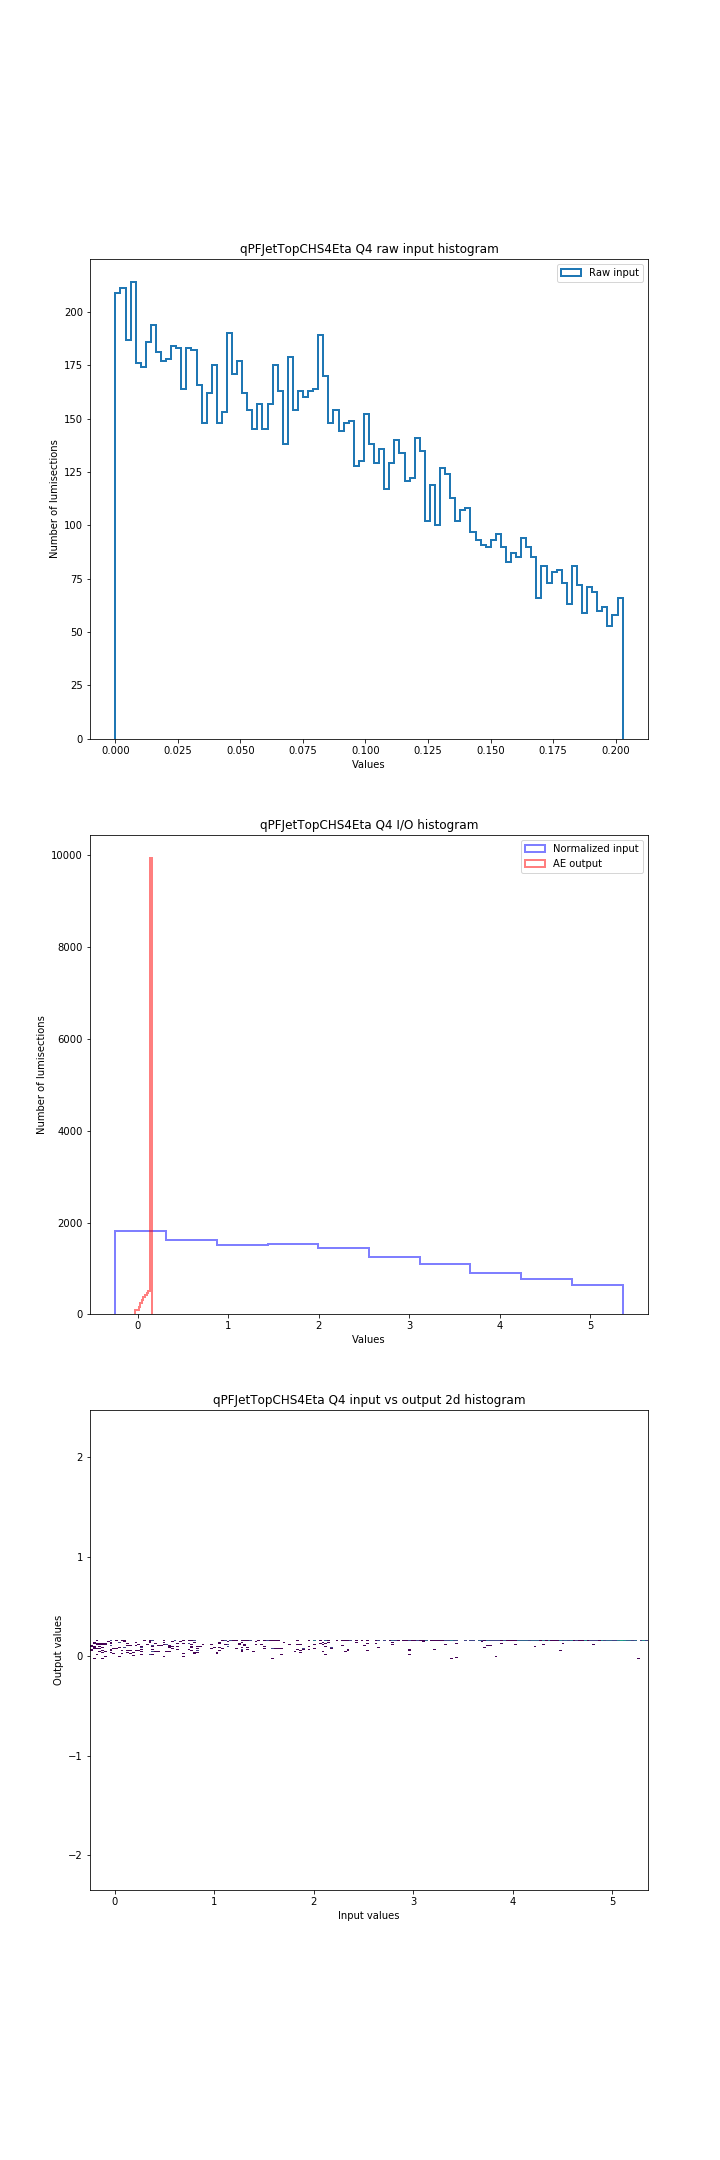 qPFJetTopCHS4Eta Q4 raw input histogram
Raw input
200
175
150
125
100
75
50
25
0
Number of lumisections
0.000 0.025 0.050 0.075 0.100 0.125 0.150 0.175 0.200
Values
qPFJetTopCHS4Eta Q4 I/O histogram
Normalized input
AE output
10000
8000
6000
4000
2000
0
Number of lumisections
0 1 2 3 4 5
Values
qPFJetTopCHS4Eta Q4 input vs output 2d histogram
2
1
0
−1
−2
Output values
0 1 2 3 4 5
Input values